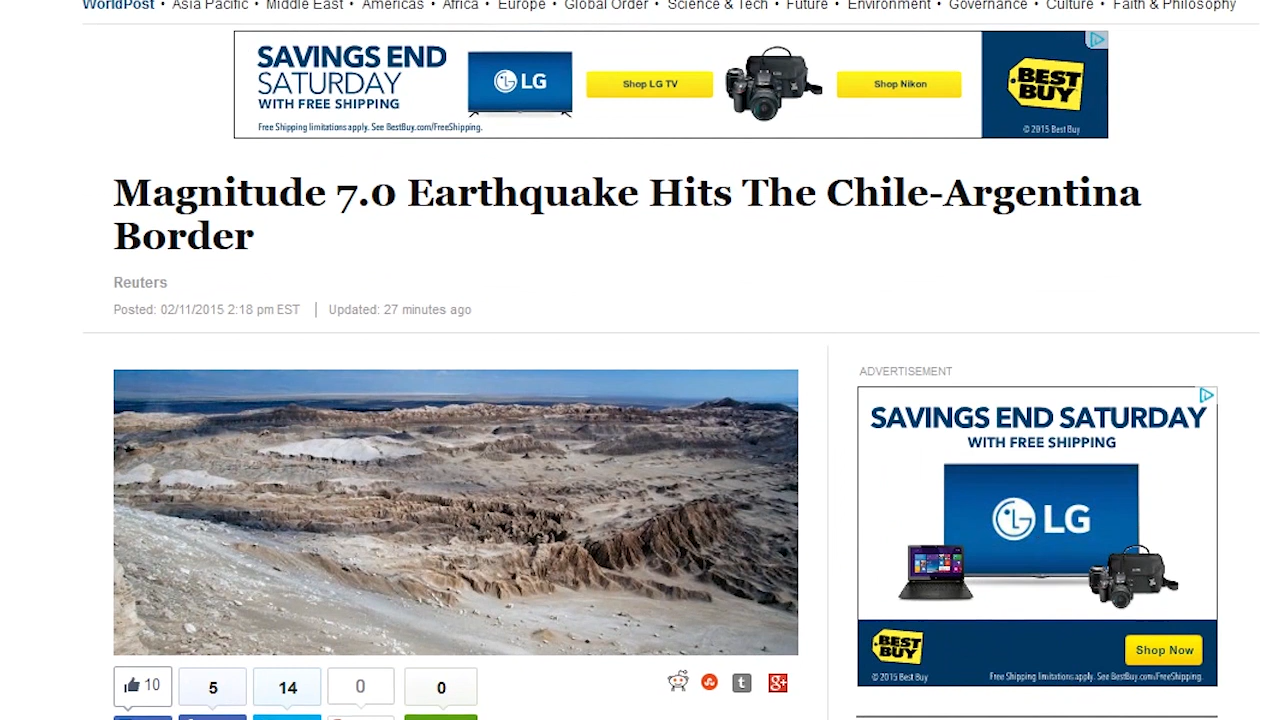 WorldPost • Asia Pacific • Middle East • Americas • Africa • Europe • Global Order • Science & Tech • Future • Environment • Governance • Culture • Faith & Philosophy
SAVINGS END
SATURDAY
WITH FREE SHIPPING
Free Shipping limitations apply. See BestBuy.com/FreeShipping.
LG
Shop LG TV
Shop Nikon
BEST
BUY
© 2015 Best Buy
Magnitude 7.0 Earthquake Hits The Chile-Argentina
Border
Reuters
Posted: 02/11/2015 2:18 pm EST | Updated: 27 minutes ago
ADVERTISEMENT
SAVINGS END SATURDAY
WITH FREE SHIPPING
LG
BEST
BUY
Shop Now
© 2015 Best Buy
Free Shipping limitations apply. See BestBuy.com/FreeShipping.
10 5 14 0 0
t g+